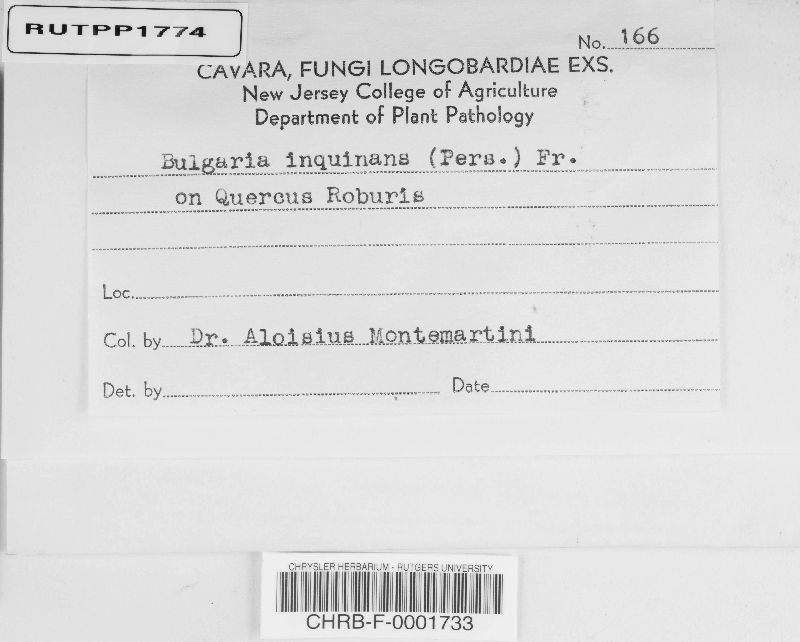 RUTPP1774
No. 166
CAVARA, FUNGI LONGOBARDIAE EXS.
New Jersey College of Agriculture
Department of Plant Pathology
Bulgaria inquinans (Pers.) Fr.
on Quercus Roburis
Loc.
Col. by Dr. Aloisius Montemartini
Det. by Date
CHRYSLER HERBARIUM - RUTGERS UNIVERSITY
CHRB-F-0001733